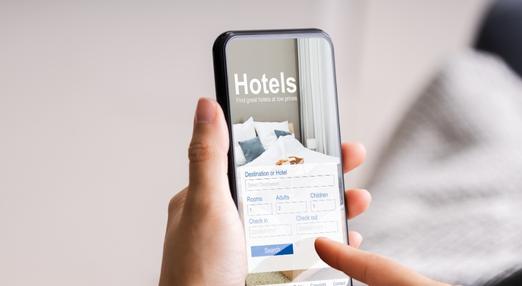 Hotels
Find great hotels at low prices
Destination or Hotel
Select Destination
Rooms Adults Children
1 2
Check in Check out
Search
Contact